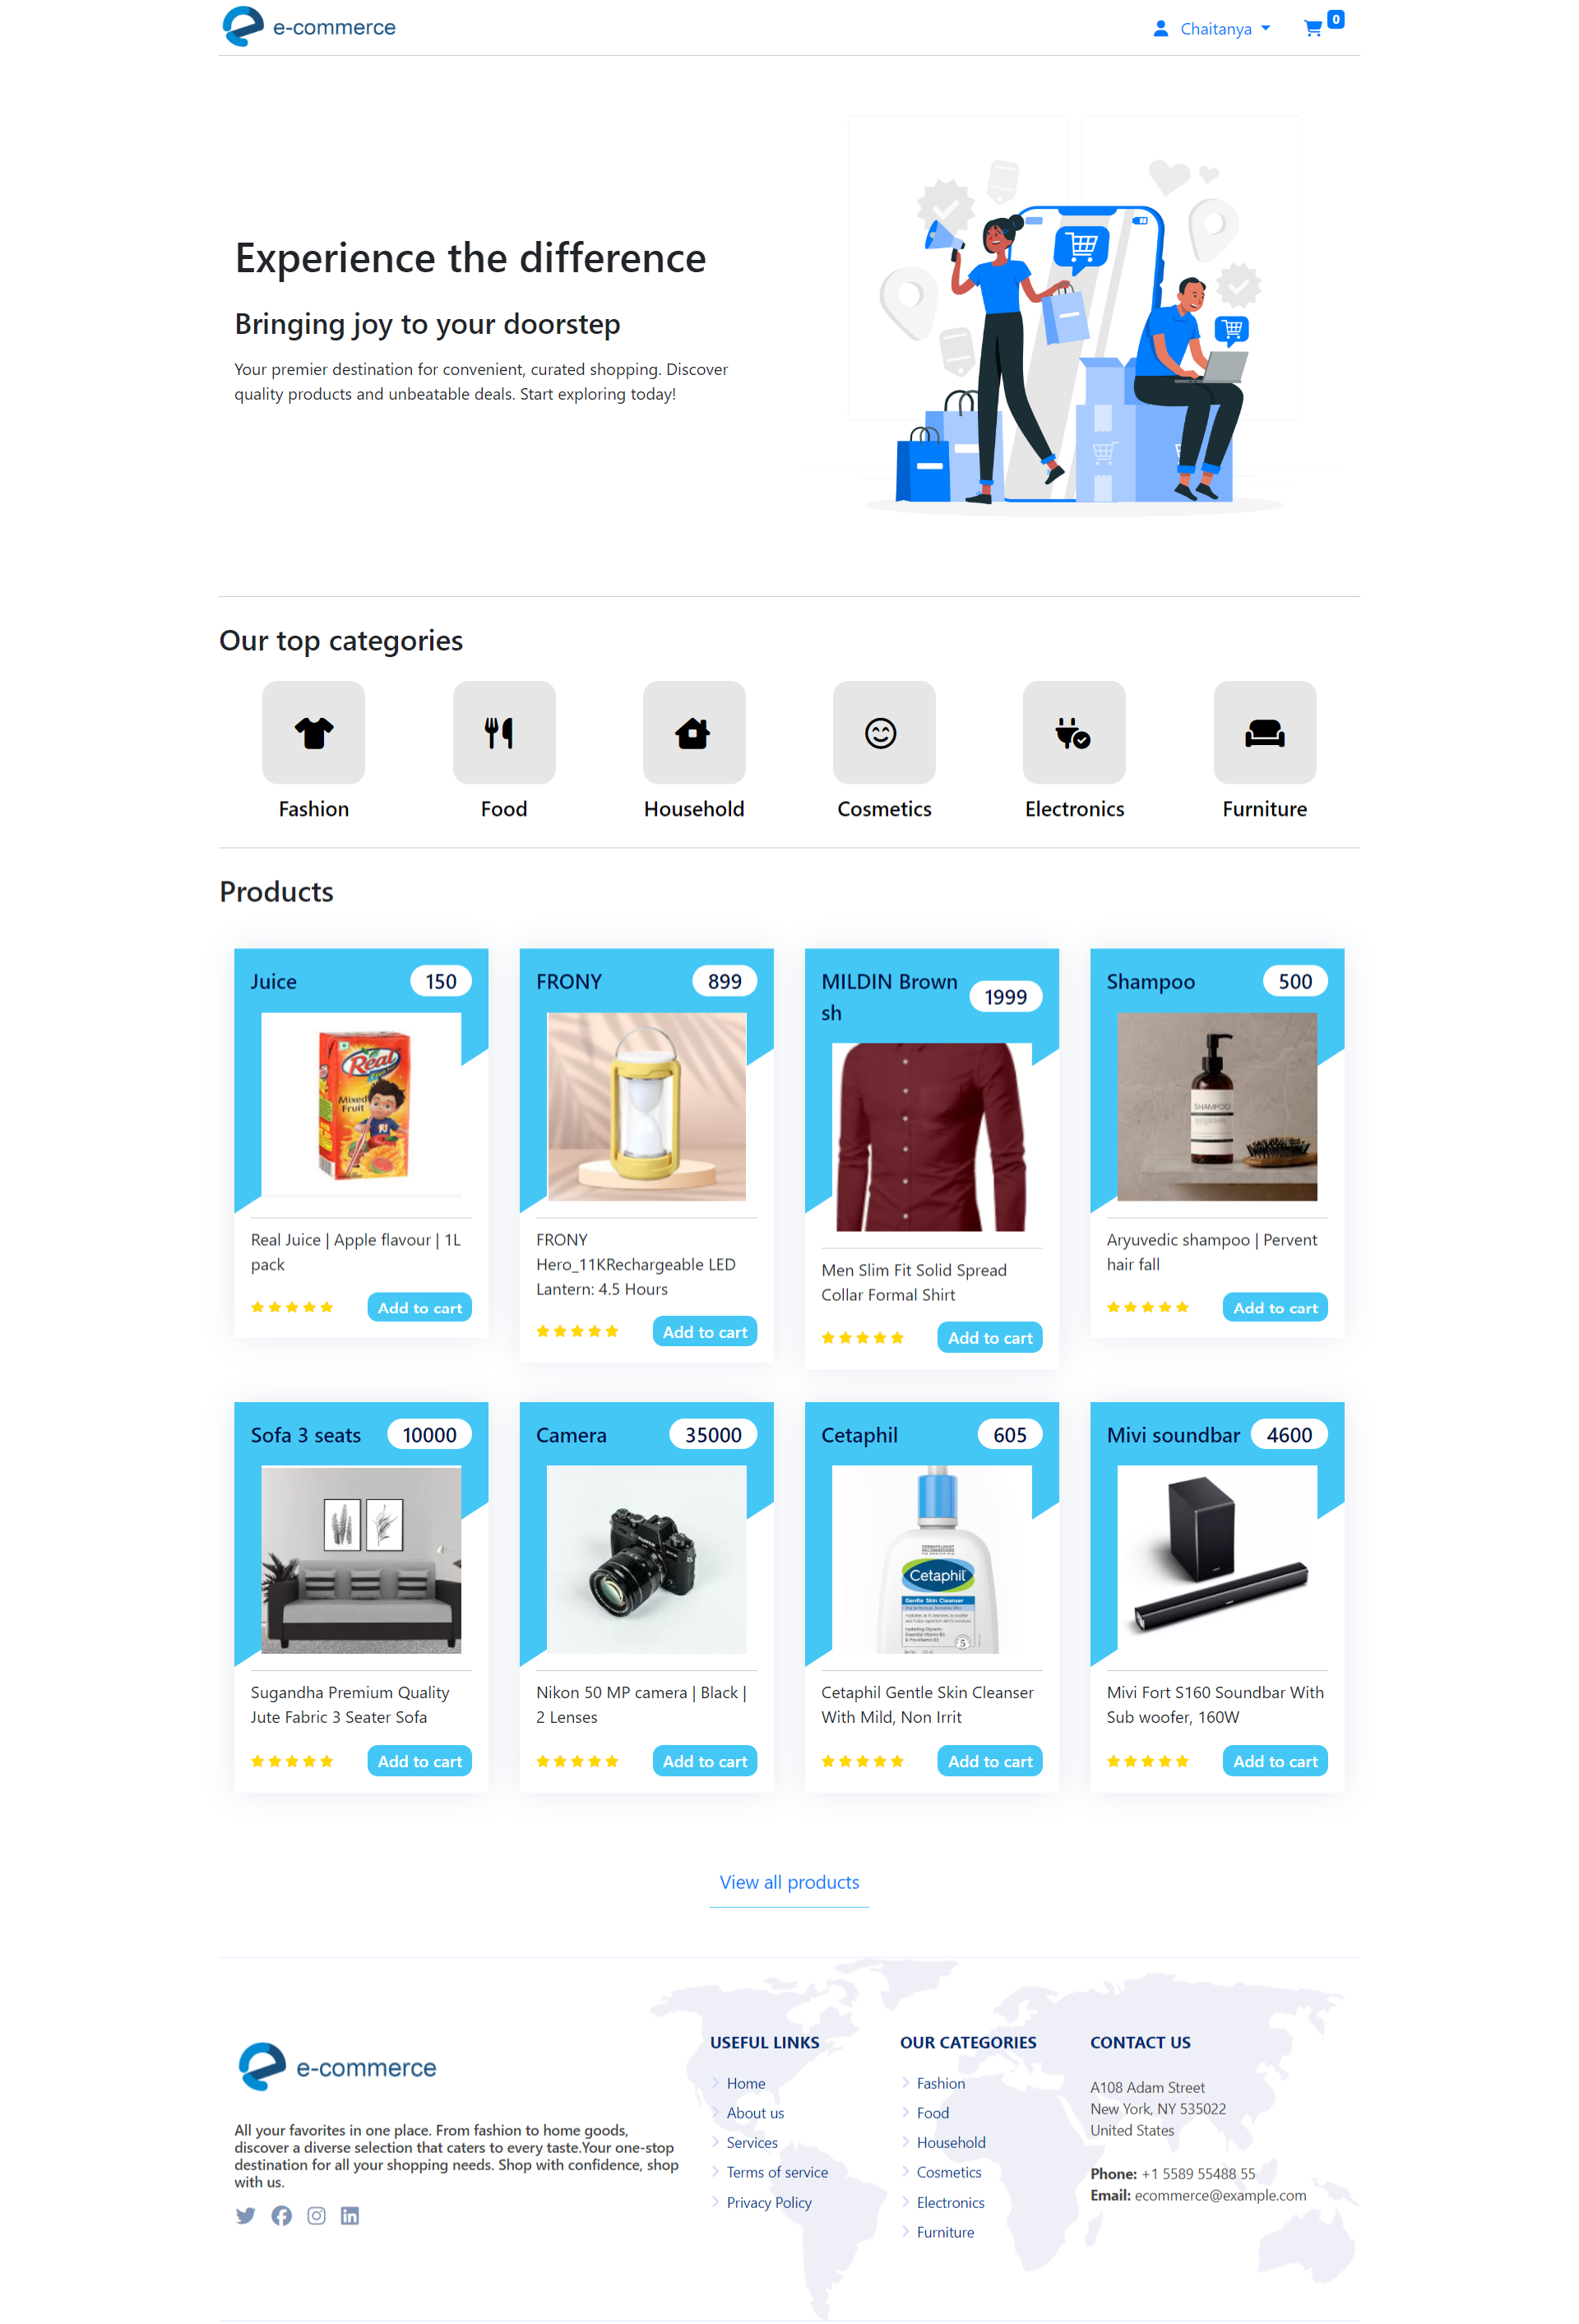 e-commerce
Chaitanya
0
Experience the difference
Bringing joy to your doorstep
Your premier destination for convenient, curated shopping. Discover
quality products and unbeatable deals. Start exploring today!
Our top categories
Fashion
Food
Household
Cosmetics
Electronics
Furniture
Products
Juice
150
Real
Mixed
Fruit
Real Juice | Apple flavour | 1L
pack
Add to cart
FRONY
899
FRONY
Hero_11KRechargeable LED
Lantern: 4.5 Hours
Add to cart
MILDIN Brown
sh
1999
Men Slim Fit Solid Spread
Collar Formal Shirt
Add to cart
Shampoo
500
SHAMPOO
Aryuvedic shampoo | Pervent
hair fall
Add to cart
Sofa 3 seats
10000
Sugandha Premium Quality
Jute Fabric 3 Seater Sofa
Add to cart
Camera
35000
Nikon 50 MP camera | Black |
2 Lenses
Add to cart
Cetaphil
605
Cetaphil
Gentle Skin Cleanser
Cetaphil Gentle Skin Cleanser
With Mild, Non Irrit
Add to cart
Mivi soundbar
4600
Mivi Fort S160 Soundbar With
Sub woofer, 160W
Add to cart
View all products
e-commerce
All your favorites in one place. From fashion to home goods,
discover a diverse selection that caters to every taste.Your one-stop
destination for all your shopping needs. Shop with confidence, shop
with us.
USEFUL LINKS
Home
About us
Services
Terms of service
Privacy Policy
OUR CATEGORIES
Fashion
Food
Household
Cosmetics
Electronics
Furniture
CONTACT US
A108 Adam Street
New York, NY 535022
United States
Phone: +1 5589 55488 55
Email: ecommerce@example.com